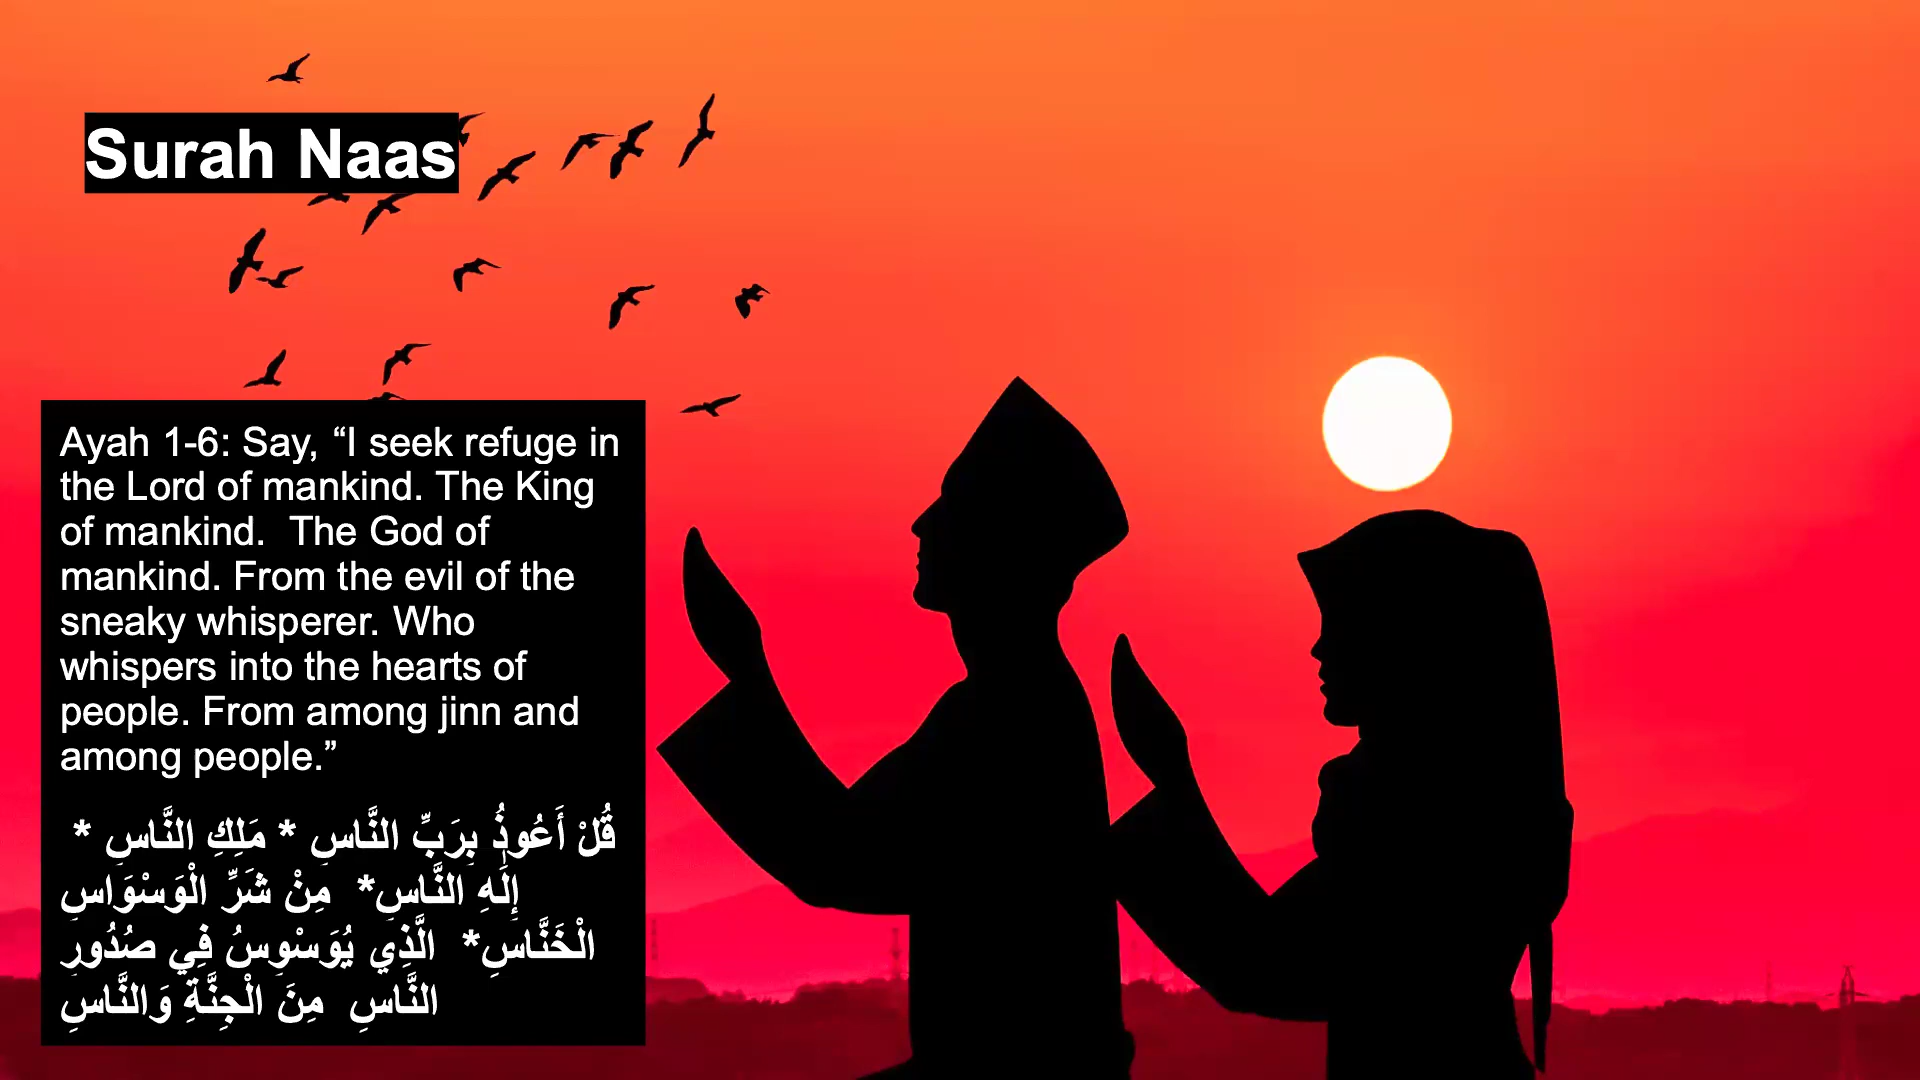 Surah Naas
Ayah 1-6: Say, “I seek refuge in
the Lord of mankind. The King
of mankind.  The God of
mankind. From the evil of the
sneaky whisperer. Who
whispers into the hearts of
people. From among jinn and
among people.”
قُلْ أَعُوذُ بِرَبِّ النَّاسِ * مَلِكِ النَّاسِ *
إِلَٰهِ النَّاسِ*  مِنْ شَرِّ الْوَسْوَاسِ
الْخَنَّاسِ*  الَّذِي يُوَسْوِسُ فِي صُدُورِ
النَّاسِ  مِنَ الْجِنَّةِ وَالنَّاسِ